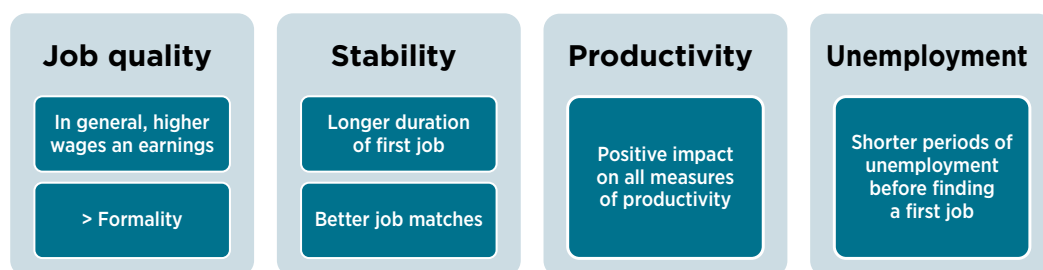 Job quality
In general, higher
wages an earnings
> Formality
Stability
Longer duration
of first job
Better job matches
Productivity
Positive impact
on all measures
of productivity
Unemployment
Shorter periods of
unemployment
before finding
a first job